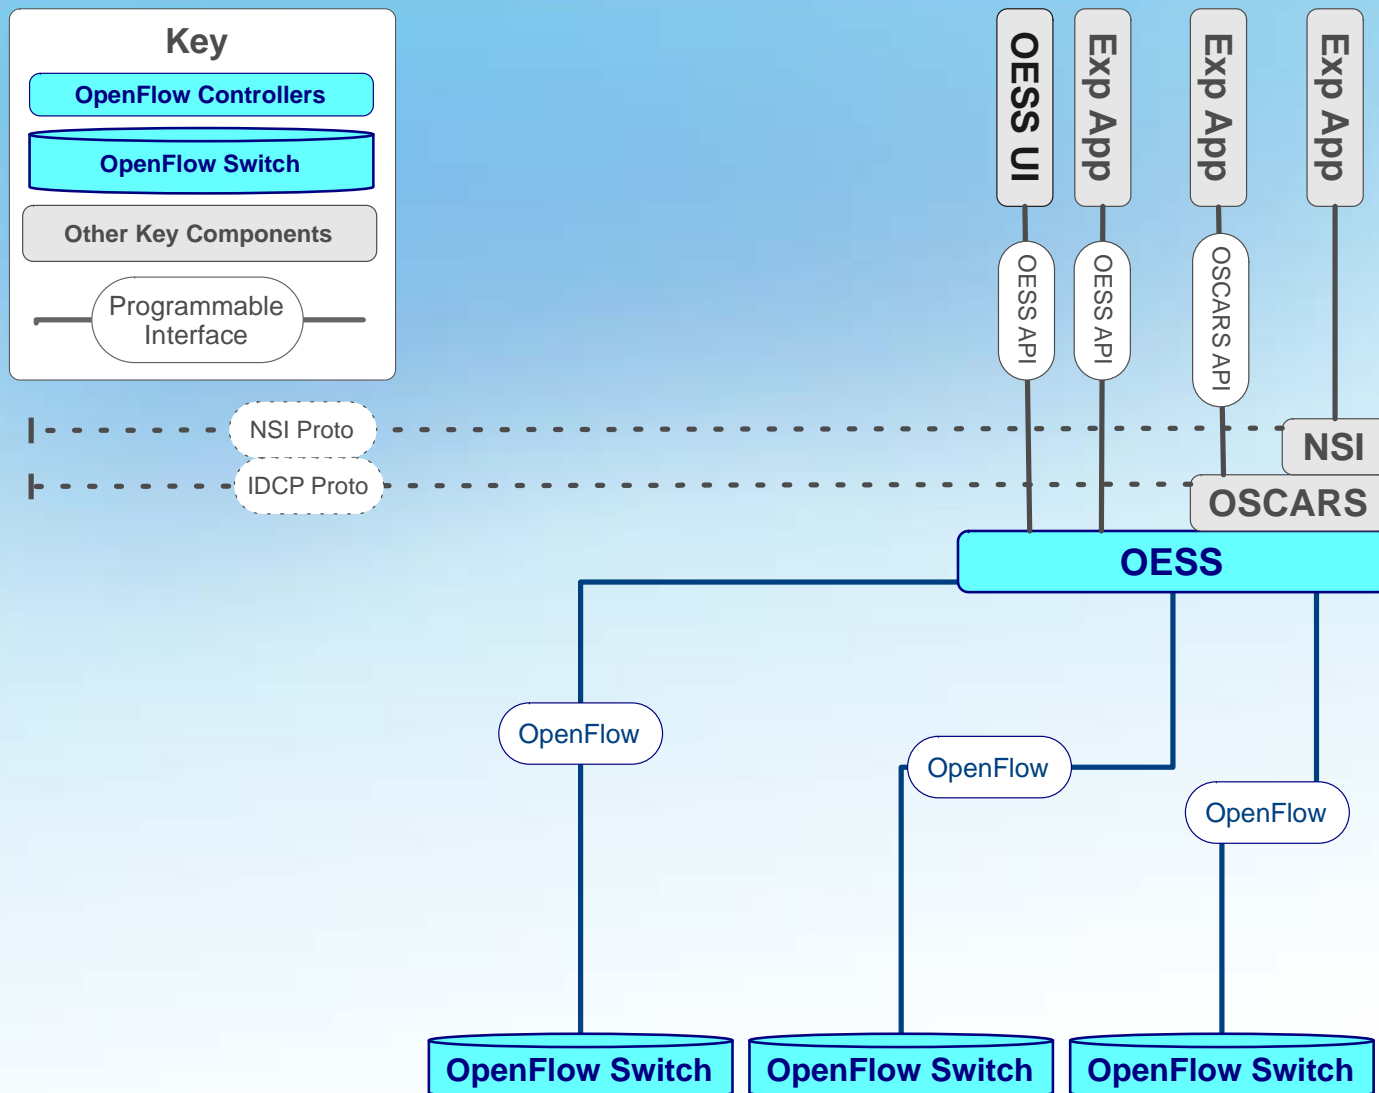 Key
OpenFlow Controllers
OpenFlow Switch
Other Key Components
Programmable
Interface
OESS UI
Exp App
Exp App
Exp App
OESS API
OESS API
OSCARS API
NSI Proto
NSI
IDCP Proto
OSCARS
OESS
OpenFlow
OpenFlow
OpenFlow
OpenFlow Switch
OpenFlow Switch
OpenFlow Switch